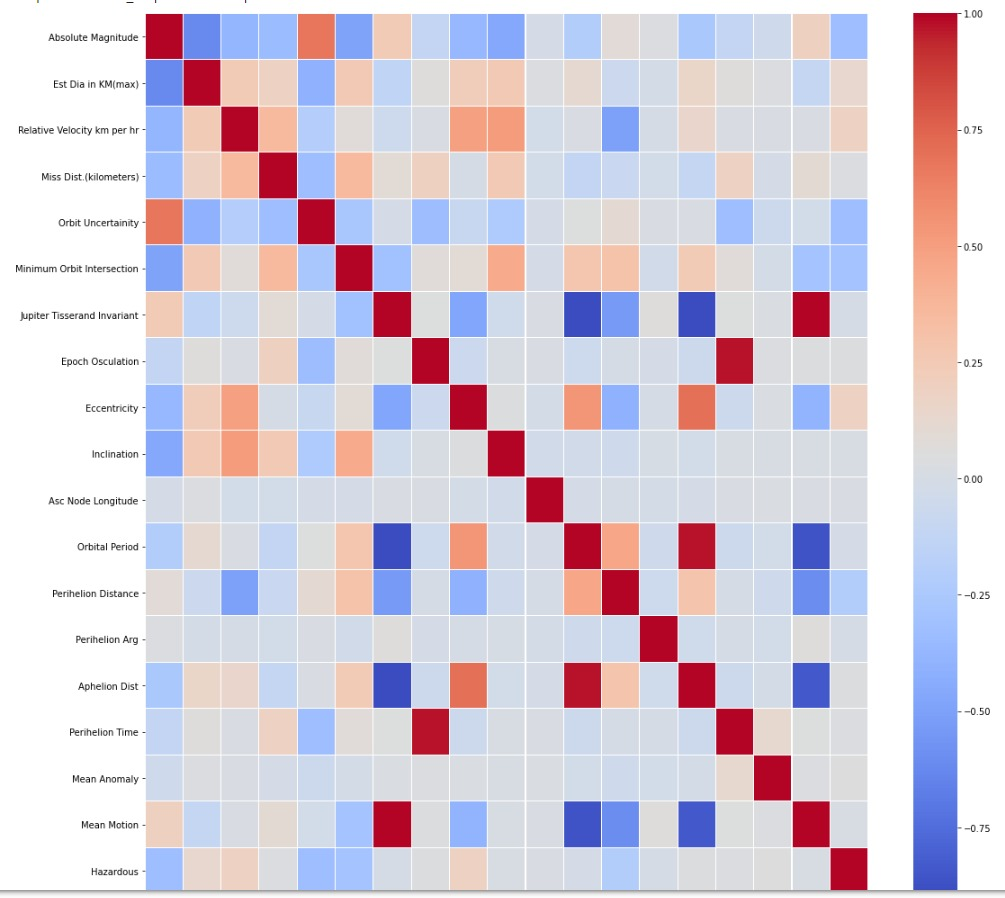 Absolute Magnitude
Est Dia in KM(max)
Relative Velocity km per hr
Miss Dist.(kilometers)
Orbit Uncertainity
Minimum Orbit Intersection
Jupiter Tisserand Invariant
Epoch Osculation
Eccentricity
Inclination
Asc Node Longitude
Orbital Period
Perihelion Distance
Perihelion Arg
Aphelion Dist
Perihelion Time
Mean Anomaly
Mean Motion
Hazardous
1.00
0.75
0.50
0.25
0.00
−0.25
−0.50
−0.75